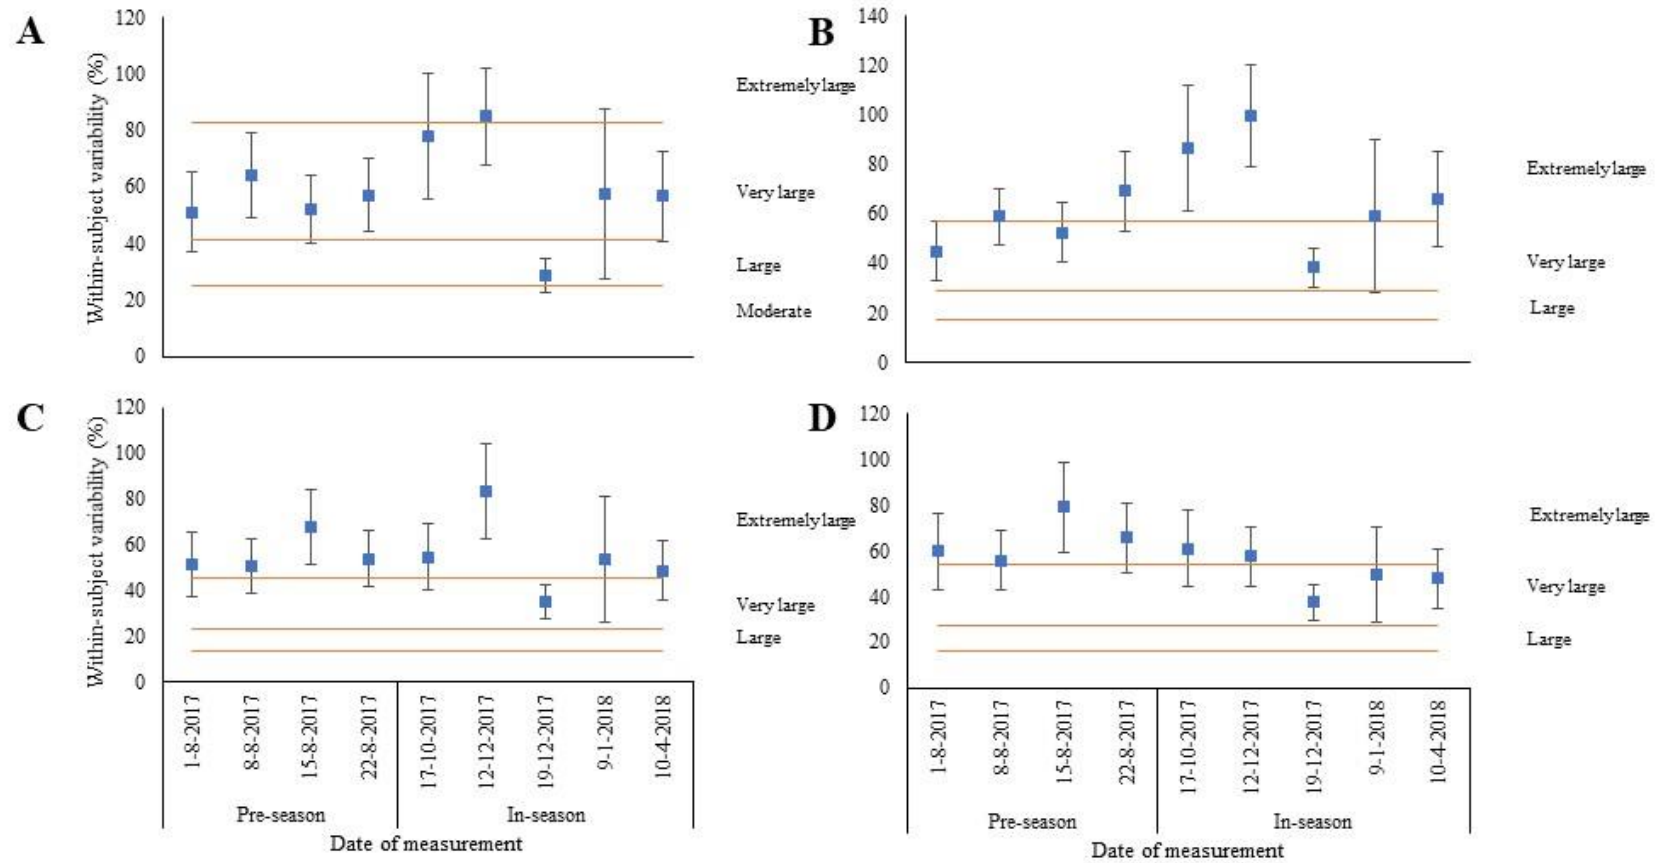 A
Within-subject variability (%)
120
100
80
60
40
20
0
Extremely large
Very large
Large
Moderate
B
140
120
100
80
60
40
20
0
Extremely large
Very large
Large
C
Within-subject variability (%)
120
100
80
60
40
20
0
Extremely large
Very large
Large
1-8-2017
8-8-2017
15-8-2017
22-8-2017
17-10-2017
12-12-2017
19-12-2017
9-1-2018
10-4-2018
Pre-season
In-season
Date of measurement
D
120
100
80
60
40
20
0
Extremely large
Very large
Large
1-8-2017
8-8-2017
15-8-2017
22-8-2017
17-10-2017
12-12-2017
19-12-2017
9-1-2018
10-4-2018
Pre-season
In-season
Date of measurement